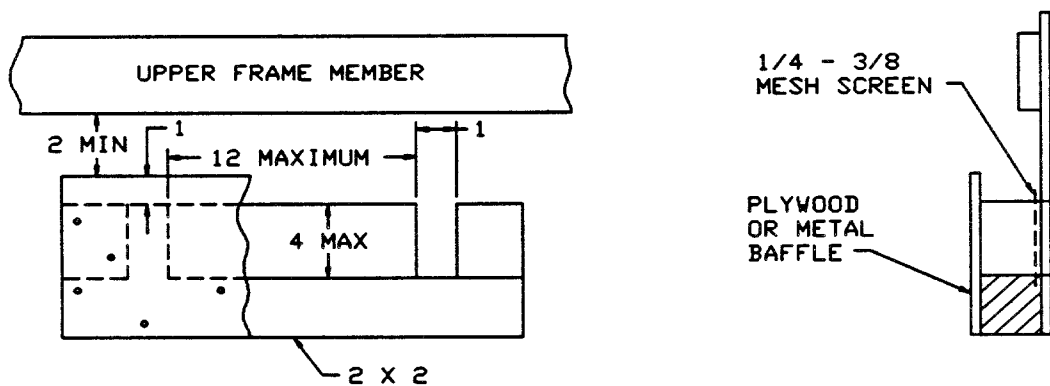 UPPER FRAME MEMBER
2 MIN
1
12 MAXIMUM
1
4 MAX
2 X 2
1/4 - 3/8
MESH SCREEN
PLYWOOD
OR METAL
BAFFLE